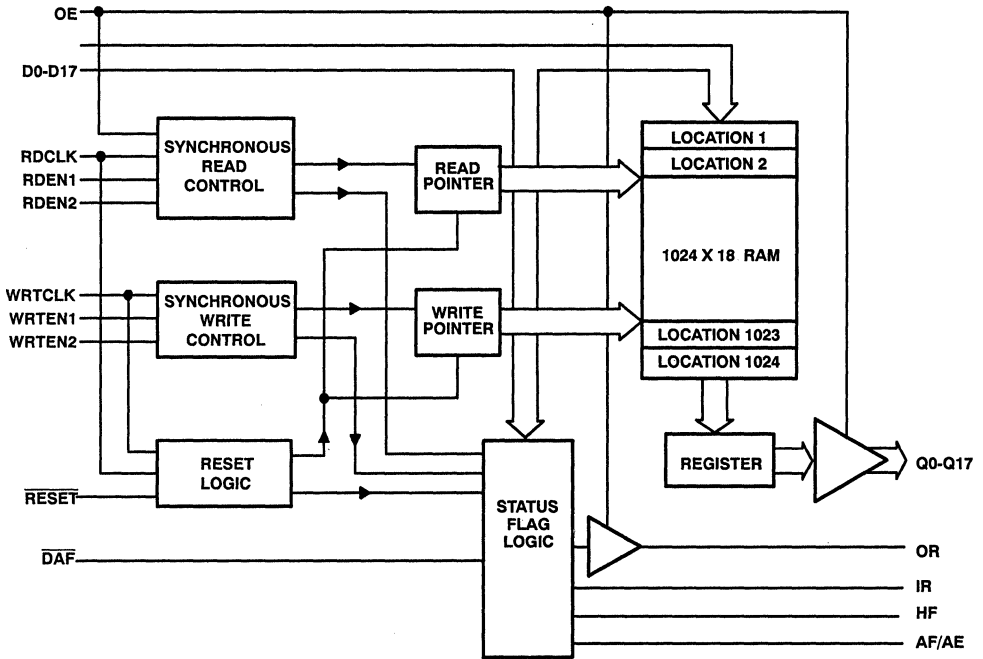 OE
D0-D17
RDCLK
RDEN1
RDEN2
SYNCHRONOUS
READ
CONTROL
READ
POINTER
LOCATION 1
LOCATION 2
1024 X 18 RAM
LOCATION 1023
LOCATION 1024
WRTCLK
WRTEN1
WRTEN2
SYNCHRONOUS
WRITE
CONTROL
WRITE
POINTER
RESET
RESET
LOGIC
DAF
STATUS
FLAG
LOGIC
REGISTER
Q0-Q17
OR
IR
HF
AF/AE